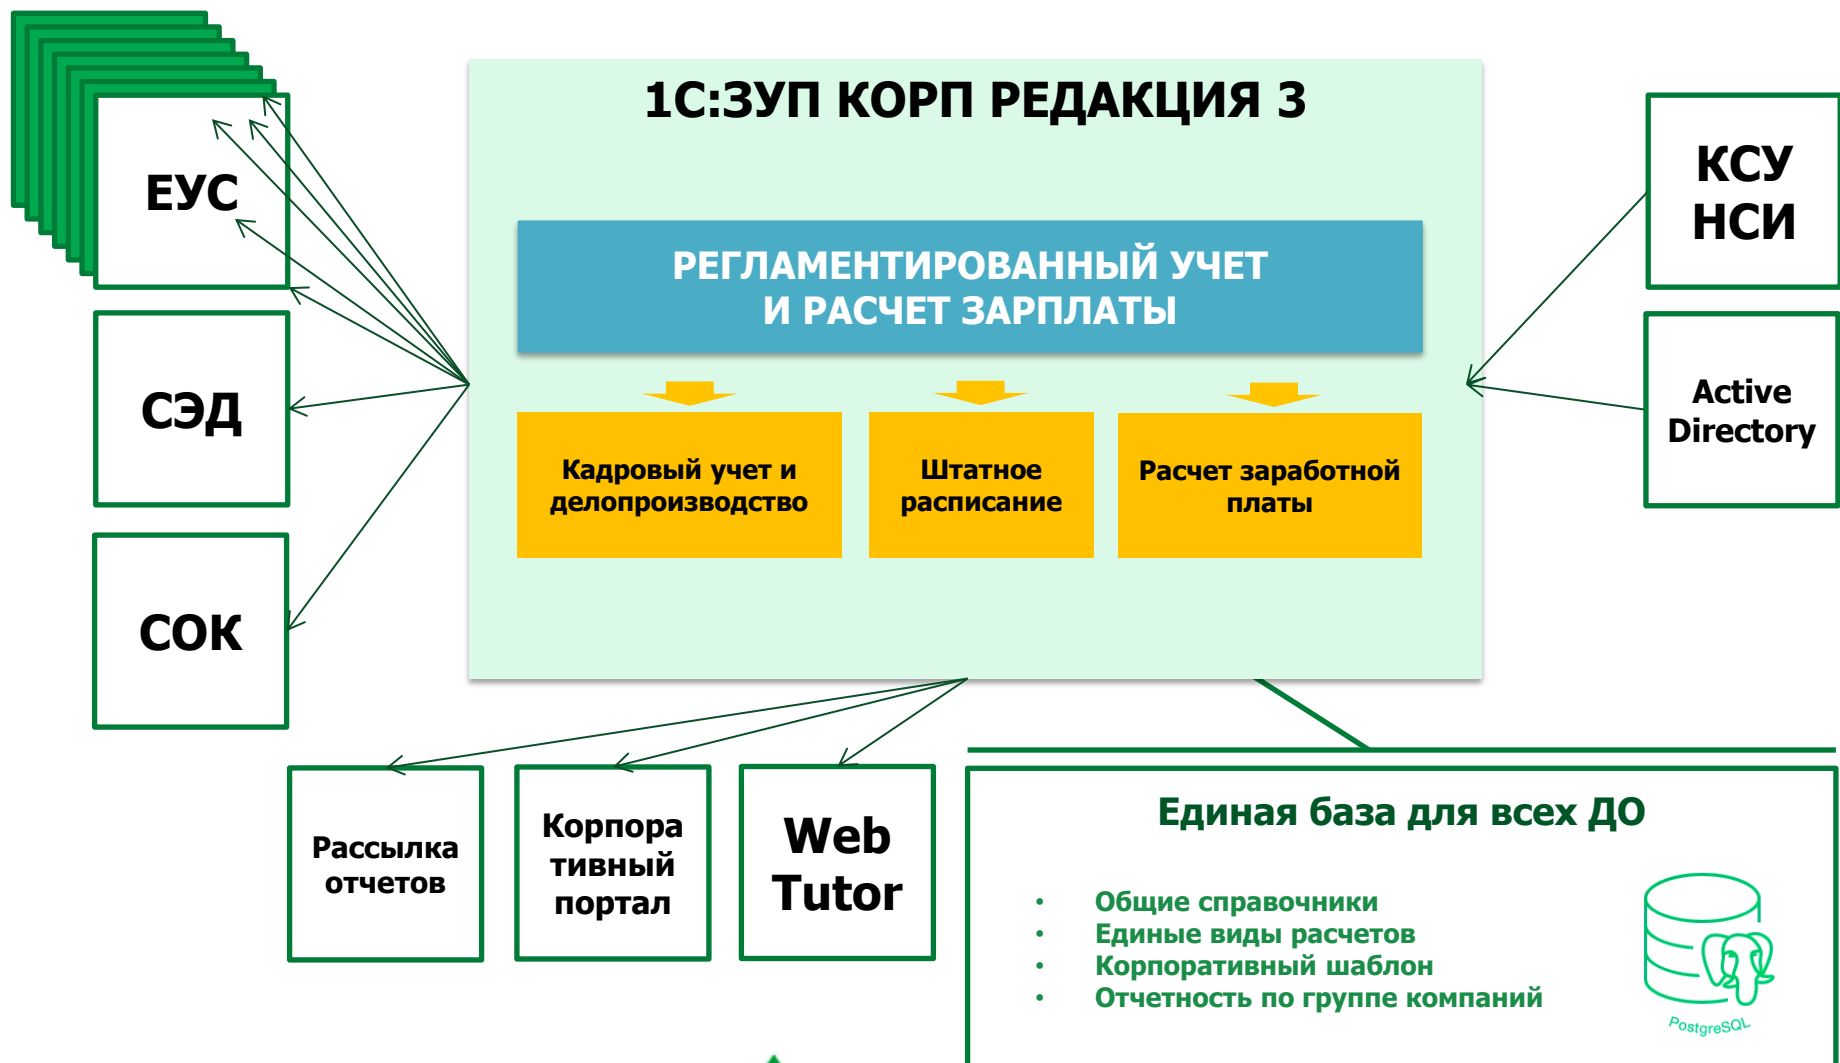 1С:ЗУП КОРП РЕДАКЦИЯ 3
ЕУС
СЭД
СОК
РЕГЛАМЕНТИРОВАННЫЙ УЧЕТ
И РАСЧЕТ ЗАРПЛАТЫ
Кадровый учет и
делопроизводство
Штатное
расписание
Расчет заработной
платы
КСУ
НСИ
Active
Directory
Рассылка
отчетов
Корпора
тивный
портал
Web
Tutor
Единая база для всех ДО
• Общие справочники
• Единые виды расчетов
• Корпоративный шаблон
• Отчетность по группе компаний
PostgreSQL